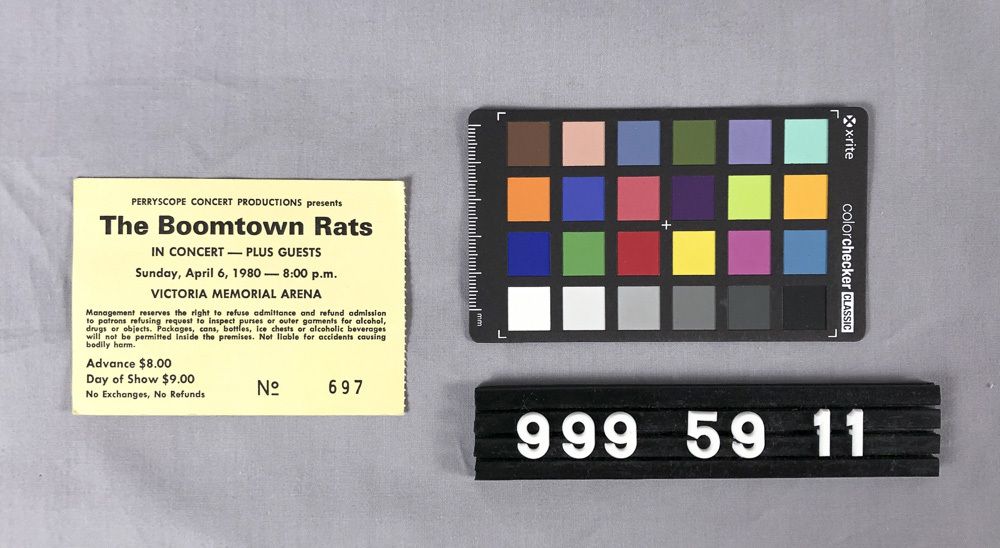 PERRYSCOPE CONCERT PRODUCTIONS presents
The Boomtown Rats
IN CONCERT — PLUS GUESTS
Sunday, April 6, 1980 — 8:00 p.m.
VICTORIA MEMORIAL ARENA
Management reserves the right to refuse admittance and refund admission
to patrons refusing request to inspect purses or outer garments for alcohol,
drugs or objects. Packages, cans, bottles, ice chests or alcoholic beverages
will not be permitted inside the premises. Not liable for accidents causing
bodily harm.
Advance $8.00
Day of Show $9.00
No Exchanges, No Refunds
Nº 697
x·rite
colorchecker CLASSIC
mm
999 59 11